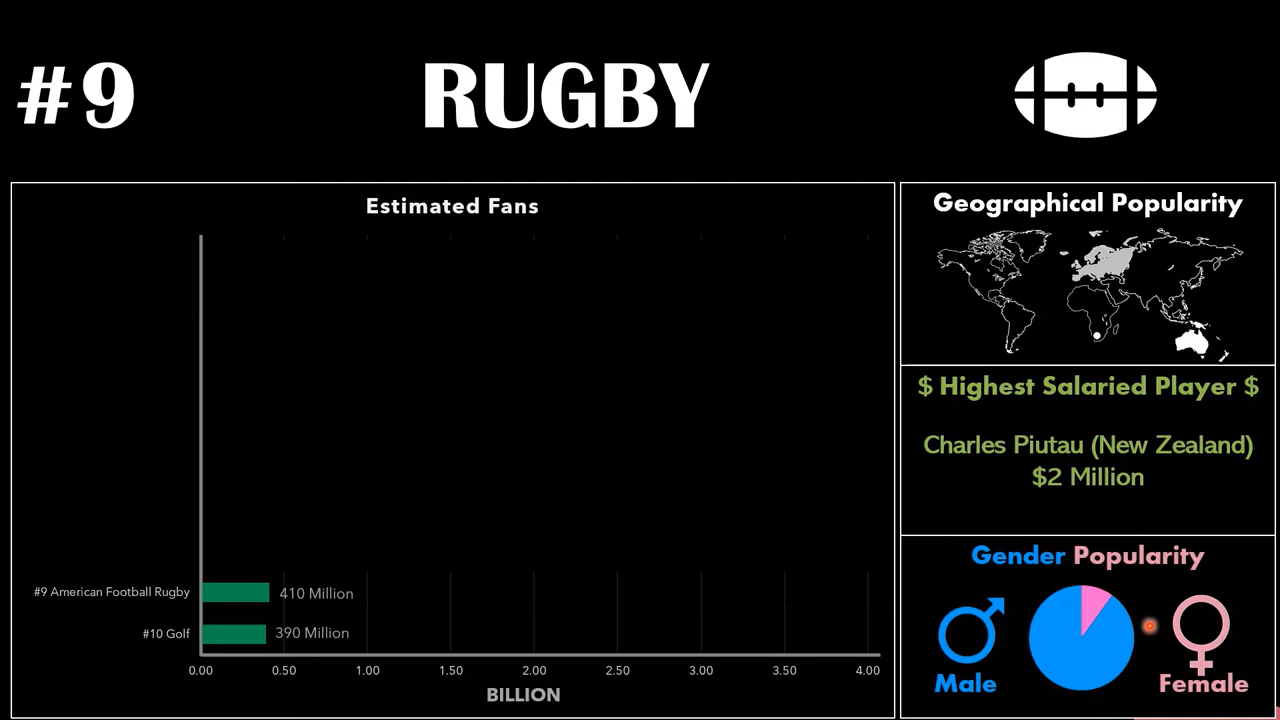 #9
RUGBY
Estimated Fans
#9 American Football Rugby
410 Million
#10 Golf
390 Million
0.00 0.50 1.00 1.50 2.00 2.50 3.00 3.50 4.00
BILLION
Geographical Popularity
$ Highest Salaried Player $
Charles Piutau (New Zealand)
$2 Million
Gender Popularity
Male
Female